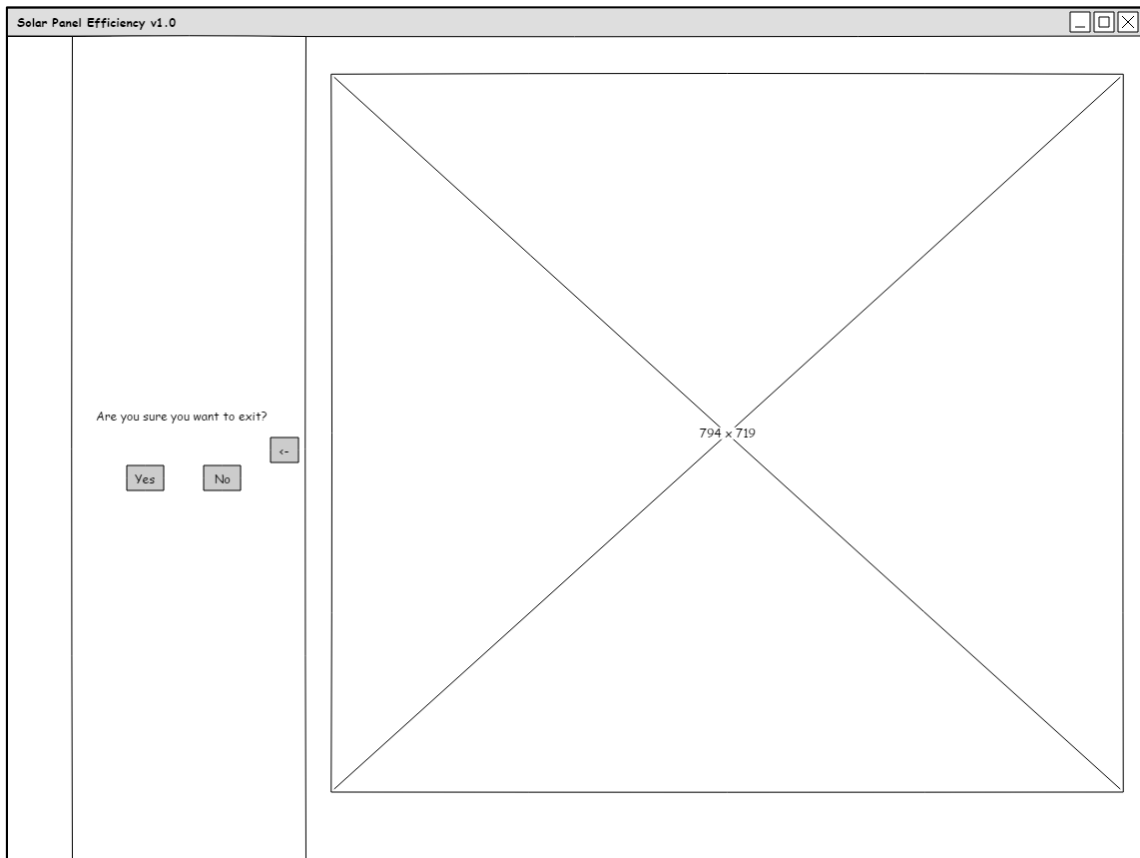 Solar Panel Efficiency v1.0
Are you sure you want to exit?
<-
Yes
No
794 x 719